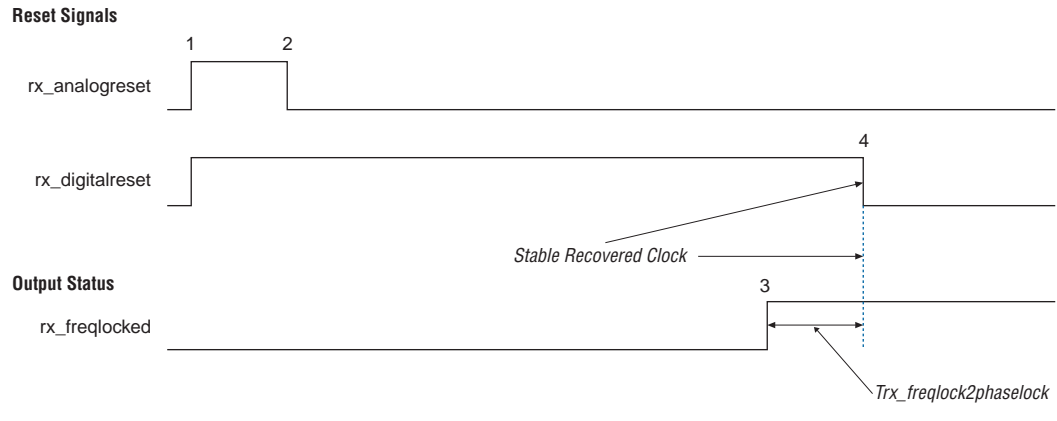 Reset Signals
1 2
rx_analogreset
4
rx_digitalreset
Stable Recovered Clock
Output Status
3
rx_freqlocked
Trx_freqlock2phaselock